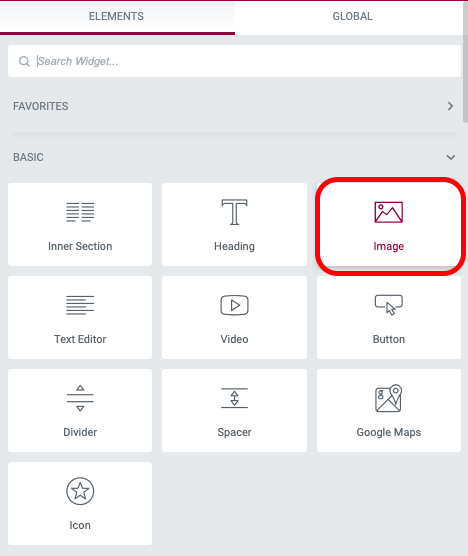 ELEMENTS
GLOBAL
Search Widget...
FAVORITES
BASIC
Inner Section
Heading
Image
Text Editor
Video
Button
Divider
Spacer
Google Maps
Icon